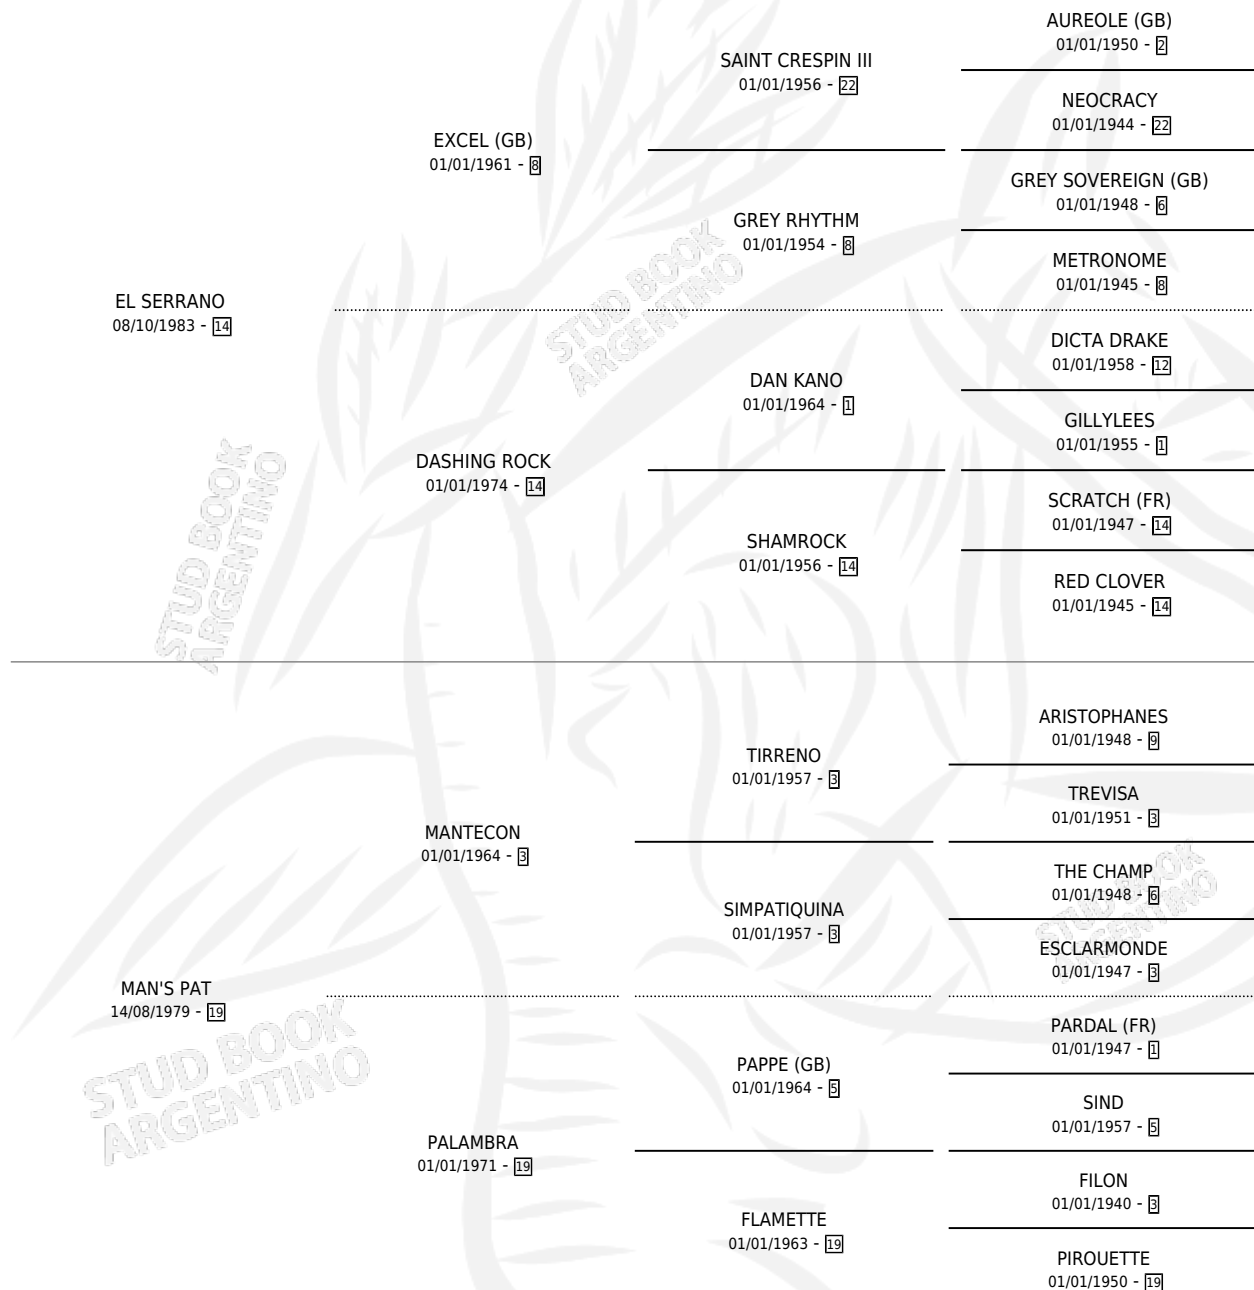 AUREOLE (GB)
01/01/1950 - 2
SAINT CRESPIN III
01/01/1956 - 22
NEOCRACY
01/01/1944 - 22
EXCEL (GB)
01/01/1961 - 8
GREY SOVEREIGN (GB)
01/01/1948 - 6
GREY RHYTHM
01/01/1954 - 8
METRONOME
01/01/1945 - 8
EL SERRANO
08/10/1983 - 14
DICTA DRAKE
01/01/1958 - 12
DAN KANO
01/01/1964 - 1
GILLYLEES
01/01/1955 - 1
DASHING ROCK
01/01/1974 - 14
SCRATCH (FR)
01/01/1947 - 14
SHAMROCK
01/01/1956 - 14
RED CLOVER
01/01/1945 - 14
ARISTOPHANES
01/01/1948 - 9
TIRRENO
01/01/1957 - 3
TREVISA
01/01/1951 - 3
MANTECON
01/01/1964 - 3
THE CHAMP
01/01/1948 - 6
SIMPATIQUINA
01/01/1957 - 3
ESCLARMONDE
01/01/1947 - 3
MAN'S PAT
14/08/1979 - 19
PARDAL (FR)
01/01/1947 - 1
PAPPE (GB)
01/01/1964 - 5
SIND
01/01/1957 - 5
PALAMBRA
01/01/1971 - 19
FILON
01/01/1940 - 3
FLAMETTE
01/01/1963 - 19
PIROUETTE
01/01/1950 - 19
STUD BOOK
ARGENTINO
STUD BOOK
ARGENTINO
STUD BOOK
ARGENTINO
STUD BOOK
ARGENTINO